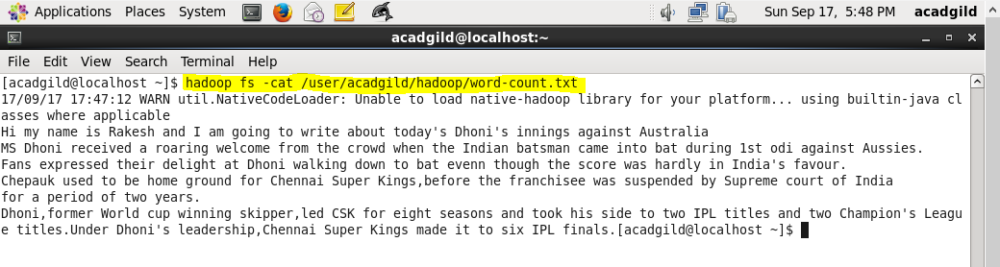 Applications Places System Sun Sep 17, 5:48 PM acadgild
acadgild@localhost:~
File Edit View Search Terminal Help
[acadgild@localhost ~]$ hadoop fs -cat /user/acadgild/hadoop/word-count.txt
17/09/17 17:47:12 WARN util.NativeCodeLoader: Unable to load native-hadoop library for your platform... using builtin-java cl
asses where applicable
Hi my name is Rakesh and I am going to write about today's Dhoni's innings against Australia
MS Dhoni received a roaring welcome from the crowd when the Indian batsman came into bat during 1st odi against Aussies.
Fans expressed their delight at Dhoni walking down to bat evenn though the score was hardly in India's favour.
Chepauk used to be home ground for Chennai Super Kings,before the franchisee was suspended by Supreme court of India
for a period of two years.
Dhoni,former World cup winning skipper,led CSK for eight seasons and took his side to two IPL titles and two Champion's Leagu
e titles.Under Dhoni's leadership,Chennai Super Kings made it to six IPL finals.[acadgild@localhost ~]$